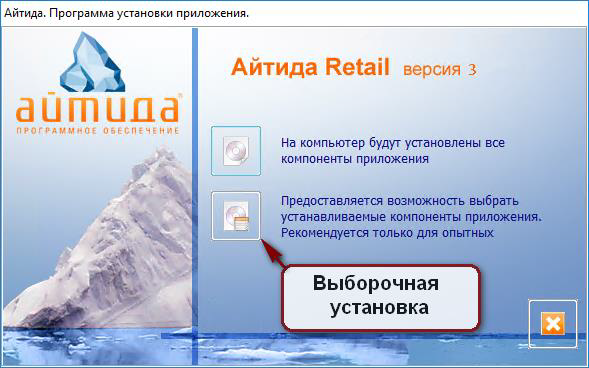 Айтида. Программа установки приложения.
айтида®
ПРОГРАММНОЕ ОБЕСПЕЧЕНИЕ
Айтида Retail версия 3
На компьютер будут установлены все
компоненты приложения
Предоставляется возможность выбрать
устанавливаемые компоненты приложения.
Рекомендуется только для опытных
Выборочная
установка